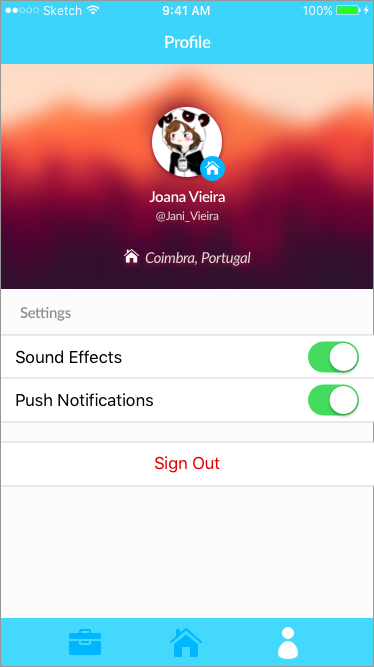 Sketch 9:41 AM 100%
Profile
Joana Vieira
@Jani_Vieira
Coimbra, Portugal
Settings
Sound Effects
Push Notifications
Sign Out